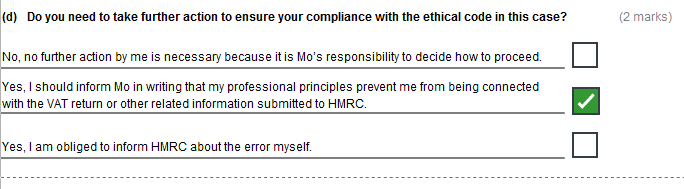 (d) Do you need to take further action to ensure your compliance with the ethical code in this case? (2 marks)
No, no further action by me is necessary because it is Mo's responsibility to decide how to proceed.
Yes, I should inform Mo in writing that my professional principles prevent me from being connected
with the VAT return or other related information submitted to HMRC.
Yes, I am obliged to inform HMRC about the error myself.